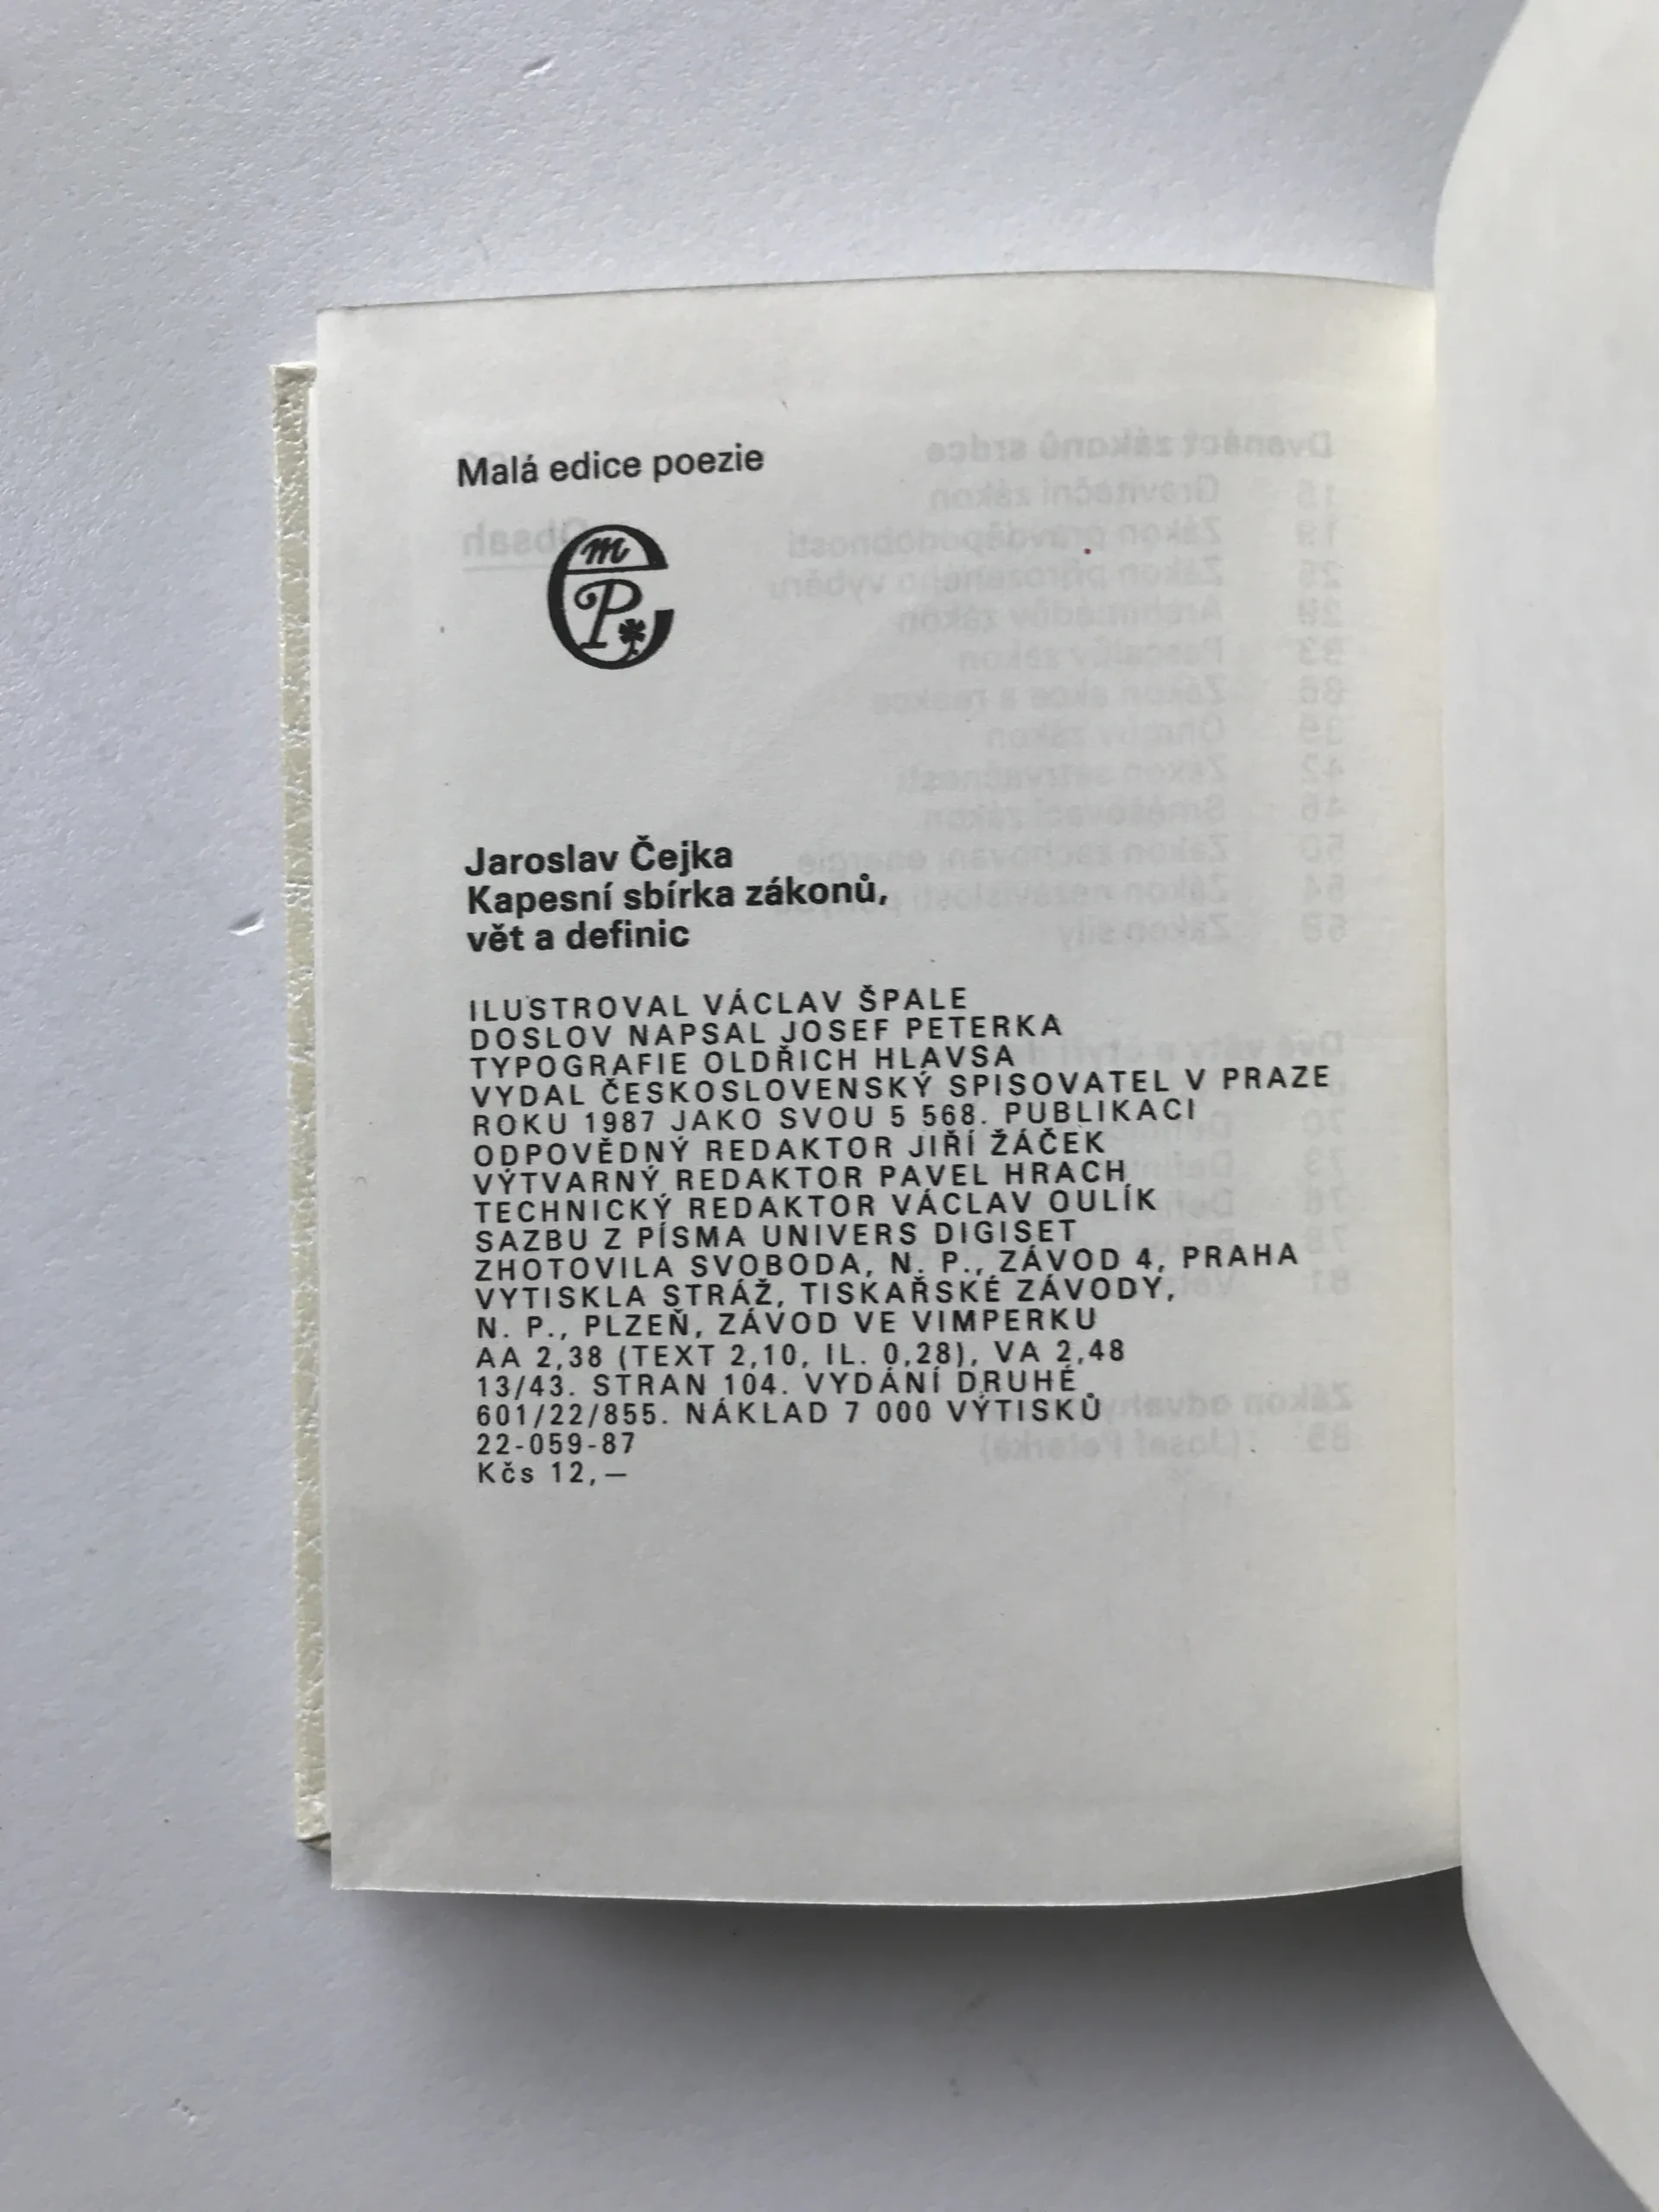 Malá edice poezie
m
P
Jaroslav Čejka
Kapesní sbírka zákonů,
vět a definic
ILUSTROVAL VÁCLAV ŠPALE
DOSLOV NAPSAL JOSEF PETERKA
TYPOGRAFIE OLDŘICH HLAVSA
VYDAL ČESKOSLOVENSKÝ SPISOVATEL V PRAZE
ROKU 1987 JAKO SVOU 5 568. PUBLIKACI
ODPOVĚDNÝ REDAKTOR JIŘÍ ŽÁČEK
VÝTVARNÝ REDAKTOR PAVEL HRACH
TECHNICKÝ REDAKTOR VÁCLAV OULÍK
SAZBU Z PÍSMA UNIVERS DIGISET
ZHOTOVILA SVOBODA, N. P., ZÁVOD 4, PRAHA
VYTISKLA STRÁŽ, TISKAŘSKÉ ZÁVODY,
N. P., PLZEŇ, ZÁVOD VE VIMPERKU
AA 2,38 (TEXT 2,10, IL. 0,28), VA 2,48
13/43. STRAN 104. VYDÁNÍ DRUHÉ.
601/22/855. NÁKLAD 7 000 VÝTISKŮ
22-059-87
Kčs 12,—